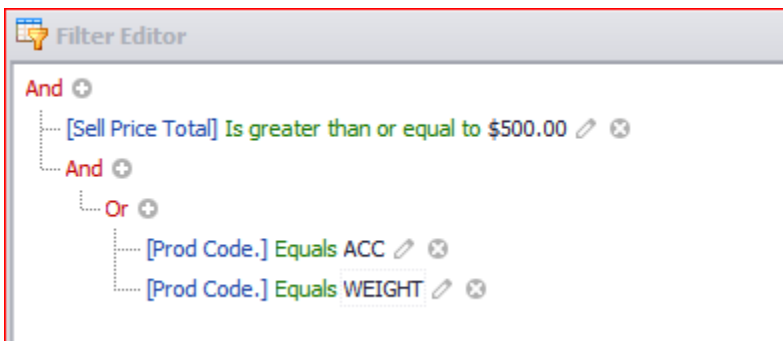 Filter Editor
And
[Sell Price Total] Is greater than or equal to $500.00
And
Or
[Prod Code.] Equals ACC
[Prod Code.] Equals WEIGHT